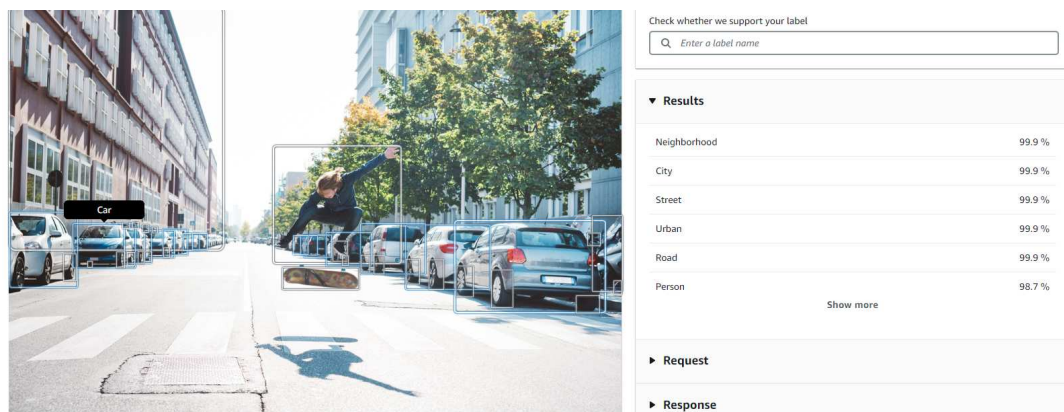 Car
Check whether we support your label
Enter a label name
Results
Neighborhood 99.9 %
City 99.9 %
Street 99.9 %
Urban 99.9 %
Road 99.9 %
Person 98.7 %
Show more
Request
Response